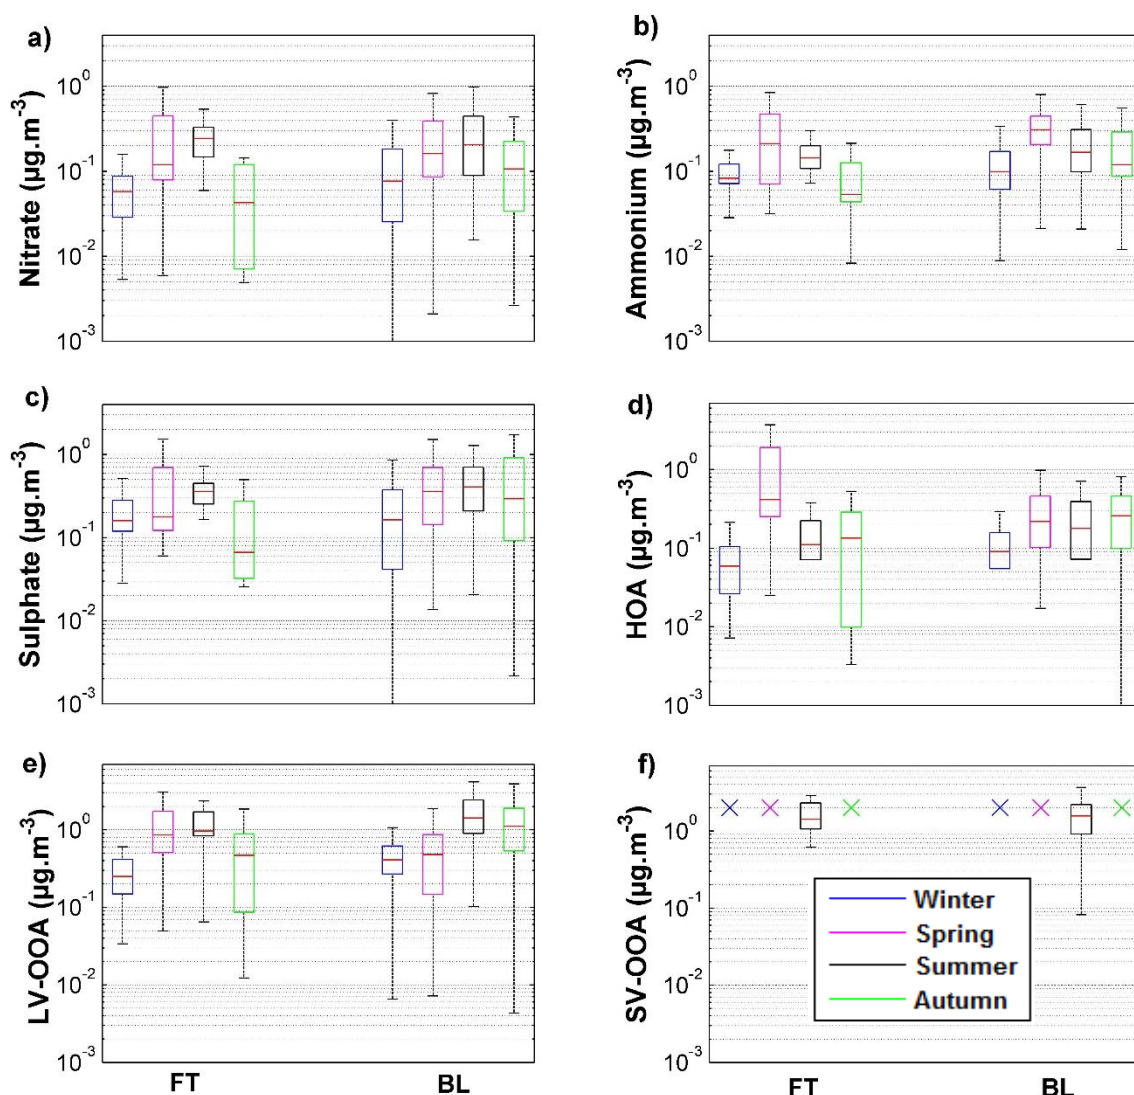 a)
Nitrate (µg.m⁻³)
10⁰
10⁻¹
10⁻²
10⁻³
b)
Ammonium (µg.m⁻³)
10⁰
10⁻¹
10⁻²
10⁻³
c)
Sulphate (µg.m⁻³)
10⁰
10⁻¹
10⁻²
10⁻³
d)
HOA (µg.m⁻³)
10⁰
10⁻¹
10⁻²
10⁻³
e)
LV-OOA (µg.m⁻³)
10⁰
10⁻¹
10⁻²
10⁻³
FT BL
f)
SV-OOA (µg.m⁻³)
10⁰
10⁻¹
10⁻²
10⁻³
Winter
Spring
Summer
Autumn
FT BL